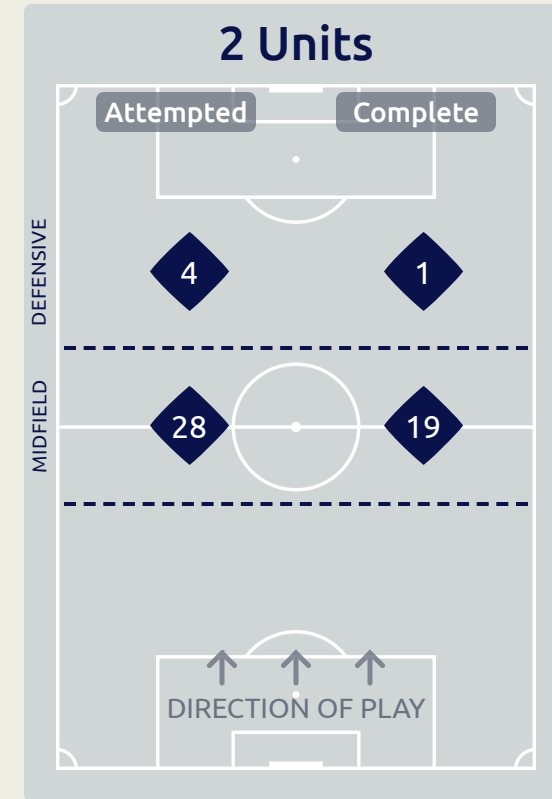 2 Units
Attempted Complete
DEFENSIVE
4 1
MIDFIELD
28 19
DIRECTION OF PLAY